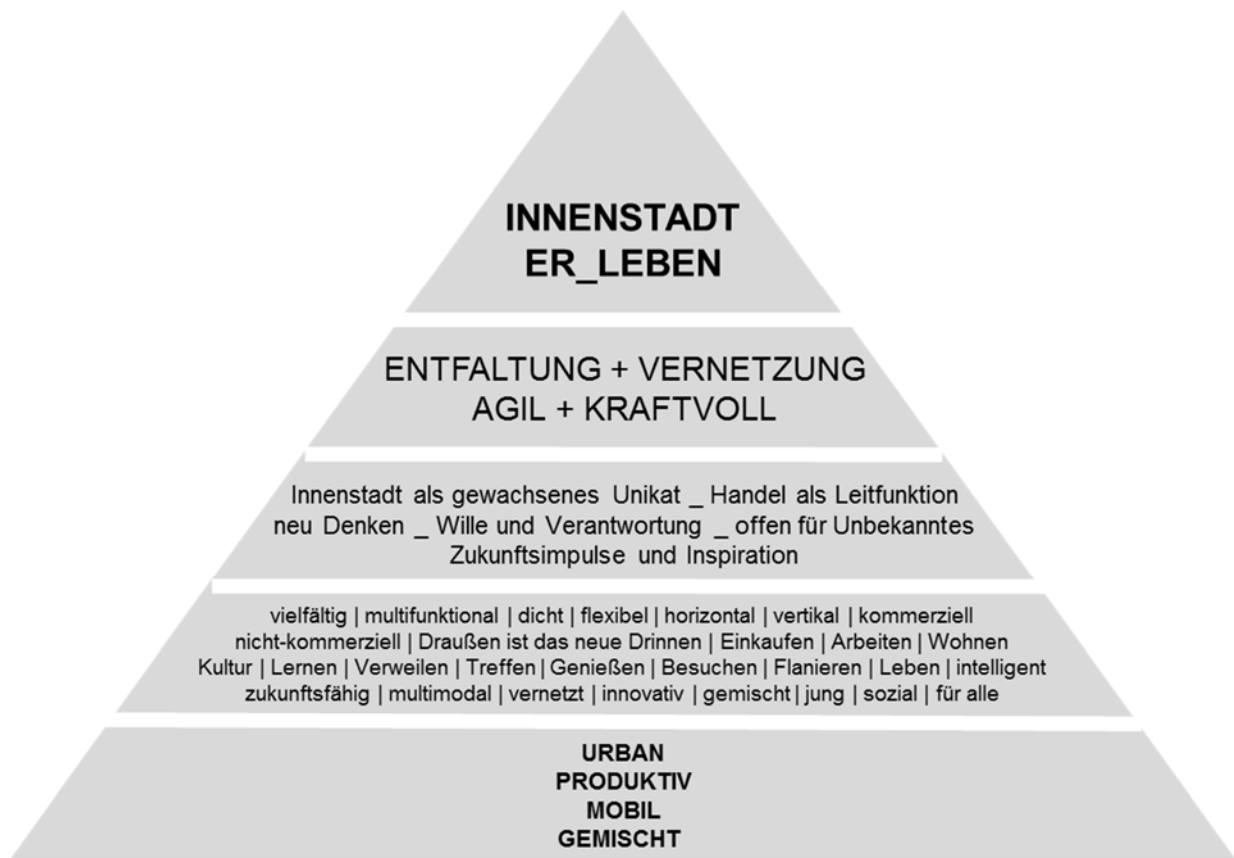 INNENSTADT
ER_LEBEN
ENTFALTUNG + VERNETZUNG
AGIL + KRAFTVOLL
Innenstadt als gewachsenes Unikat _ Handel als Leitfunktion
neu Denken _ Wille und Verantwortung _ offen für Unbekanntes
Zukunftsimpulse und Inspiration
vielfältig | multifunktional | dicht | flexibel | horizontal | vertikal | kommerziell
nicht-kommerziell | Draußen ist das neue Drinnen | Einkaufen | Arbeiten | Wohnen
Kultur | Lernen | Verweilen | Treffen | Genießen | Besuchen | Flanieren | Leben | intelligent
zukunftsfähig | multimodal | vernetzt | innovativ | gemischt | jung | sozial | für alle
URBAN
PRODUKTIV
MOBIL
GEMISCHT